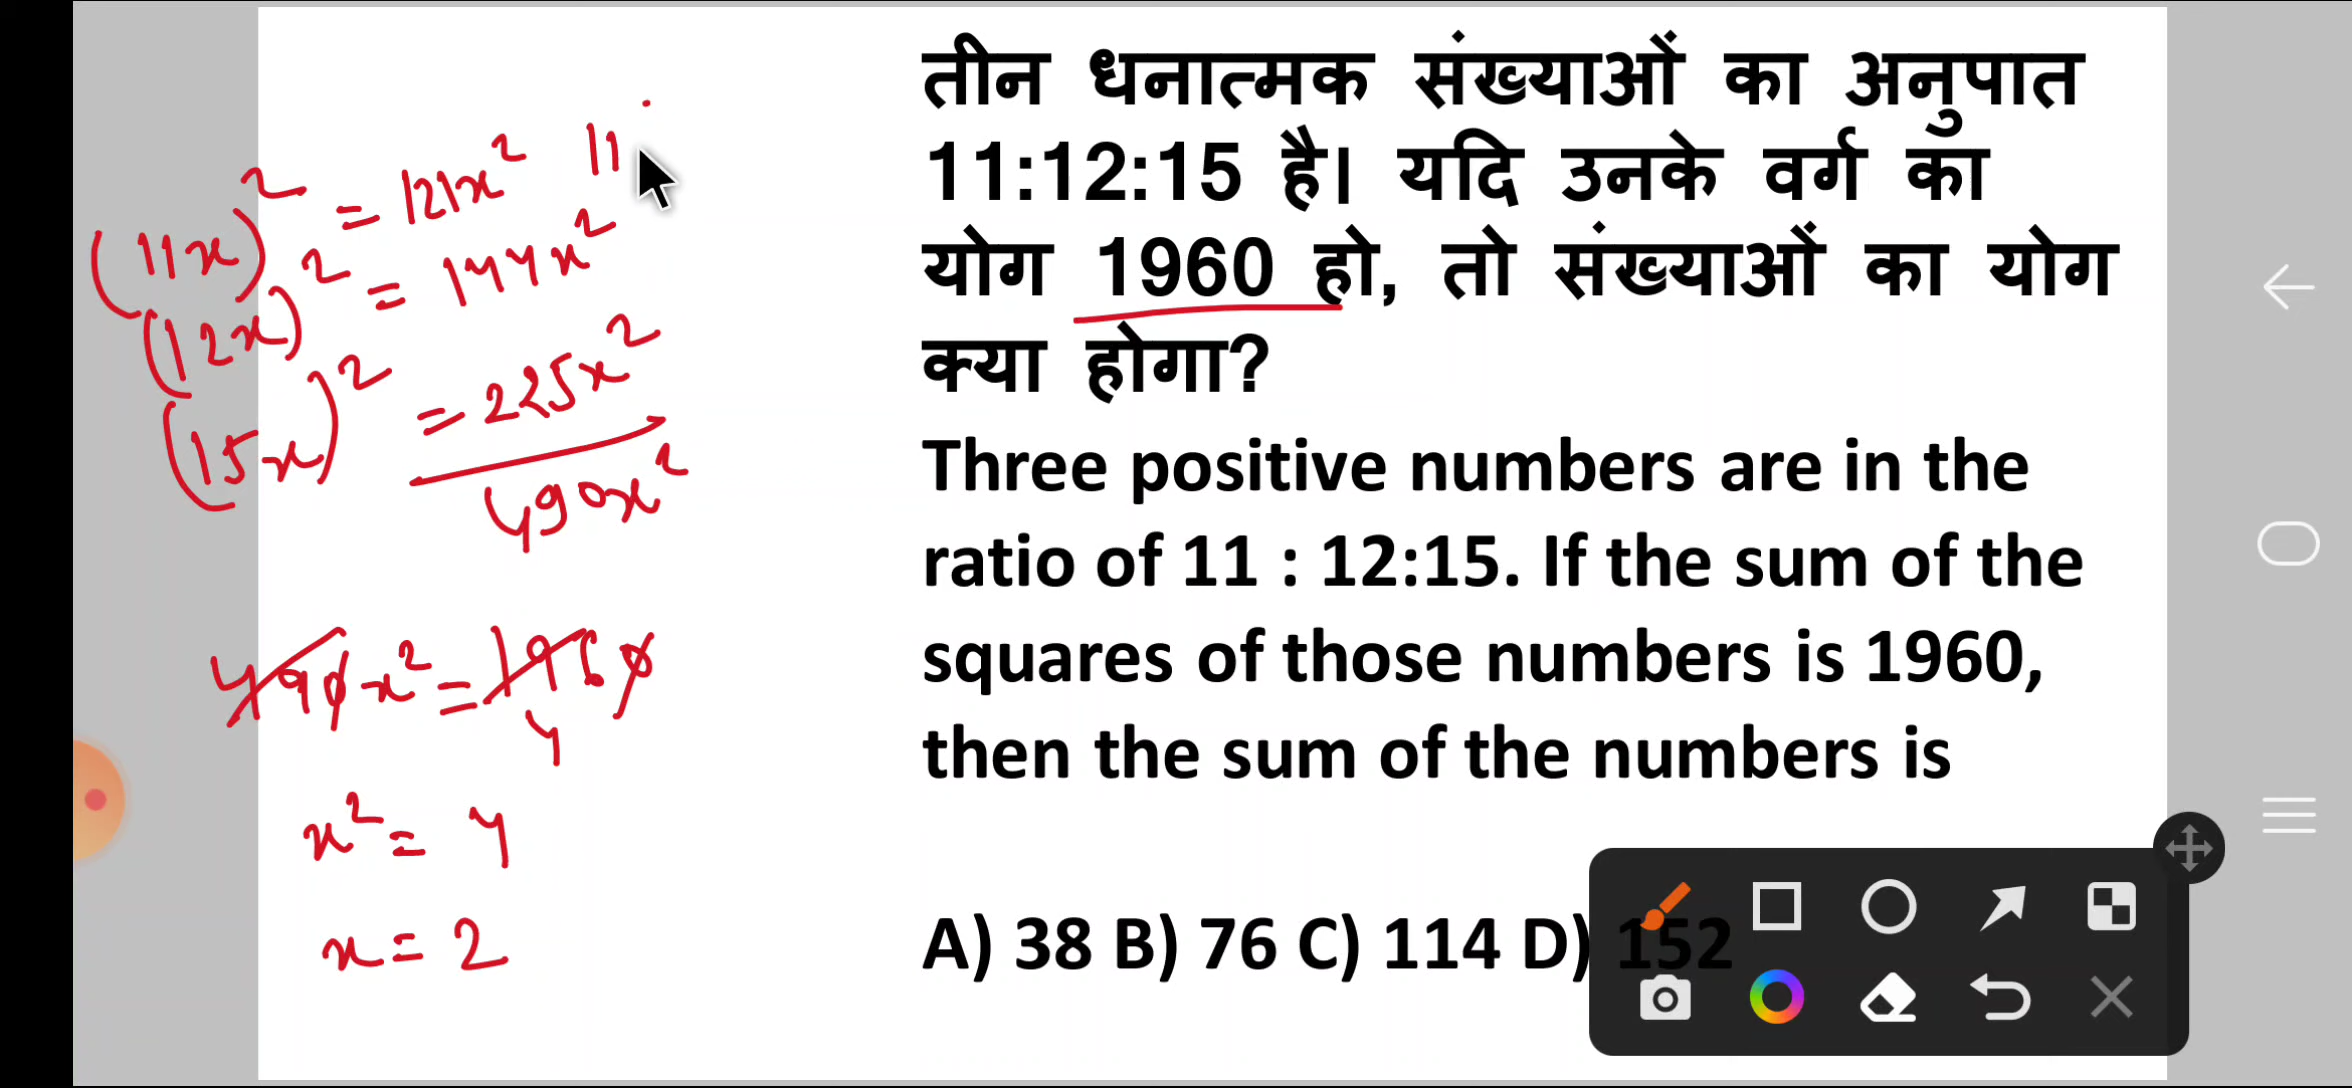 तीन धनात्मक संख्याओं का अनुपात
11:12:15 है। यदि उनके वर्ग का
योग 1960 हो, तो संख्याओं का योग
क्या होगा?
Three positive numbers are in the
ratio of 11 : 12:15. If the sum of the
squares of those numbers is 1960,
then the sum of the numbers is
A) 38 B) 76 C) 114 D) 152
(11x)² = 121x² 11
(12x)² = 144x²
(15x)² = 225x²
490x²
490x² = 1960
4
x² = 4
x = 2